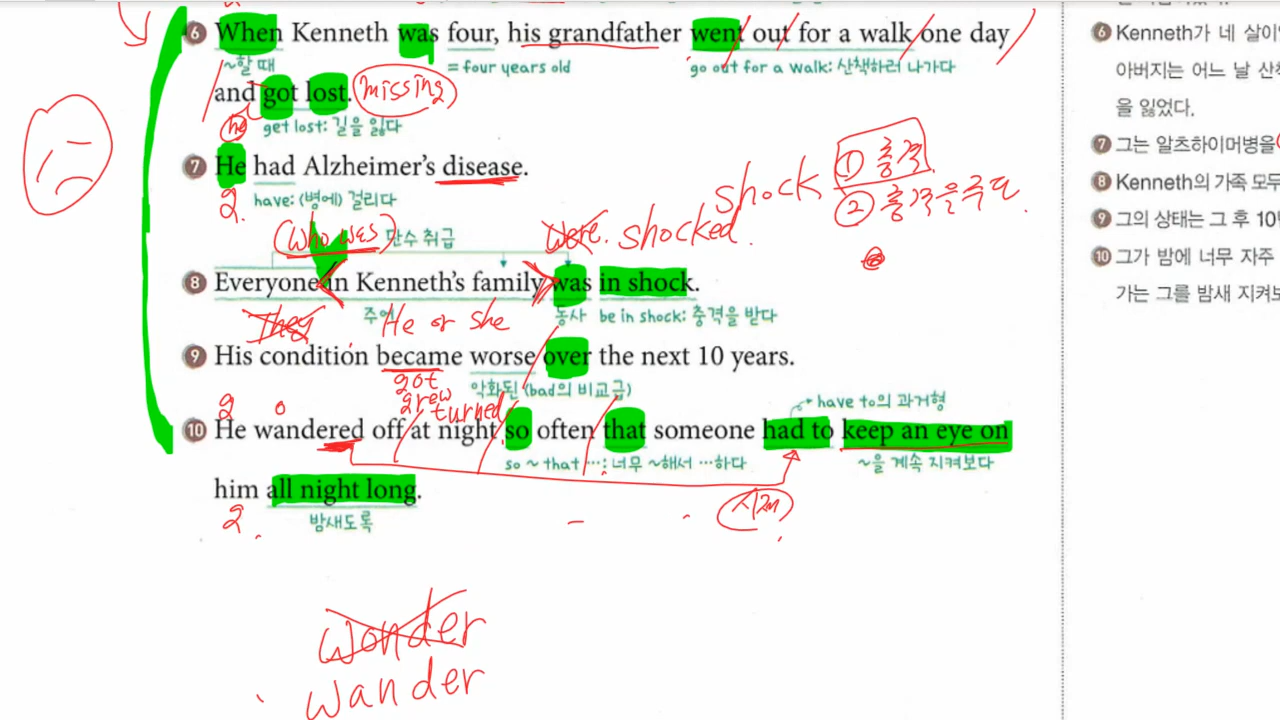 6 When Kenneth was four, his grandfather went out for a walk one day
~할 때
= four years old
go out for a walk: 산책하러 나가다
and got lost. missing
he
get lost: 길을 잃다
7 He had Alzheimer's disease.
have: (병에) 걸리다
shock ① 충격
② 충격을 주다.
(who was) 단수 취급 were. shocked.
8 Everyone in Kenneth's family was in shock.
They 주어 He or she 동사 be in shock: 충격을 받다
9 His condition became worse over the next 10 years.
got 악화된 (bad의 비교급)
grew
turned
have to의 과거형
10 He wandered off at night so often that someone had to keep an eye on
so ~ that …: 너무 ~해서 …하다
~을 계속 지켜보다
him all night long.
밤새도록
wonder
wander
6 Kenneth가 네 살이
아버지는 어느 날
을 잃었다.
7 그는 알츠하이머병을
8 Kenneth의 가족 모두
9 그의 상태는 그 후 10
10 그가 밤에 너무 자주
가는 그를 밤새 지켜보